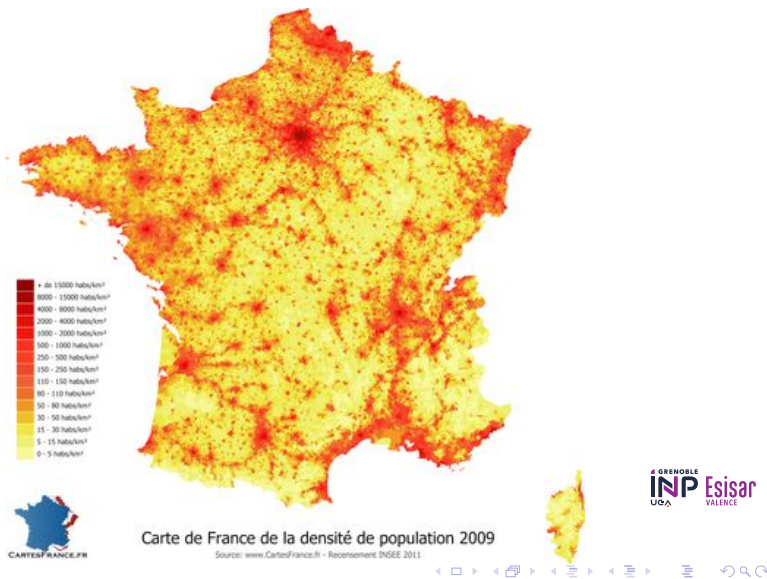 + de 15000 habs/km²
8000 - 15000 habs/km²
4000 - 8000 habs/km²
2000 - 4000 habs/km²
1000 - 2000 habs/km²
500 - 1000 habs/km²
250 - 500 habs/km²
150 - 250 habs/km²
110 - 150 habs/km²
80 - 110 habs/km²
50 - 80 habs/km²
30 - 50 habs/km²
15 - 30 habs/km²
5 - 15 habs/km²
0 - 5 habs/km²
CARTESFRANCE.FR
Carte de France de la densité de population 2009
Source: www.CartesFrance.fr - Recensement INSEE 2011
GRENOBLE
INP Esisar
UGA VALENCE